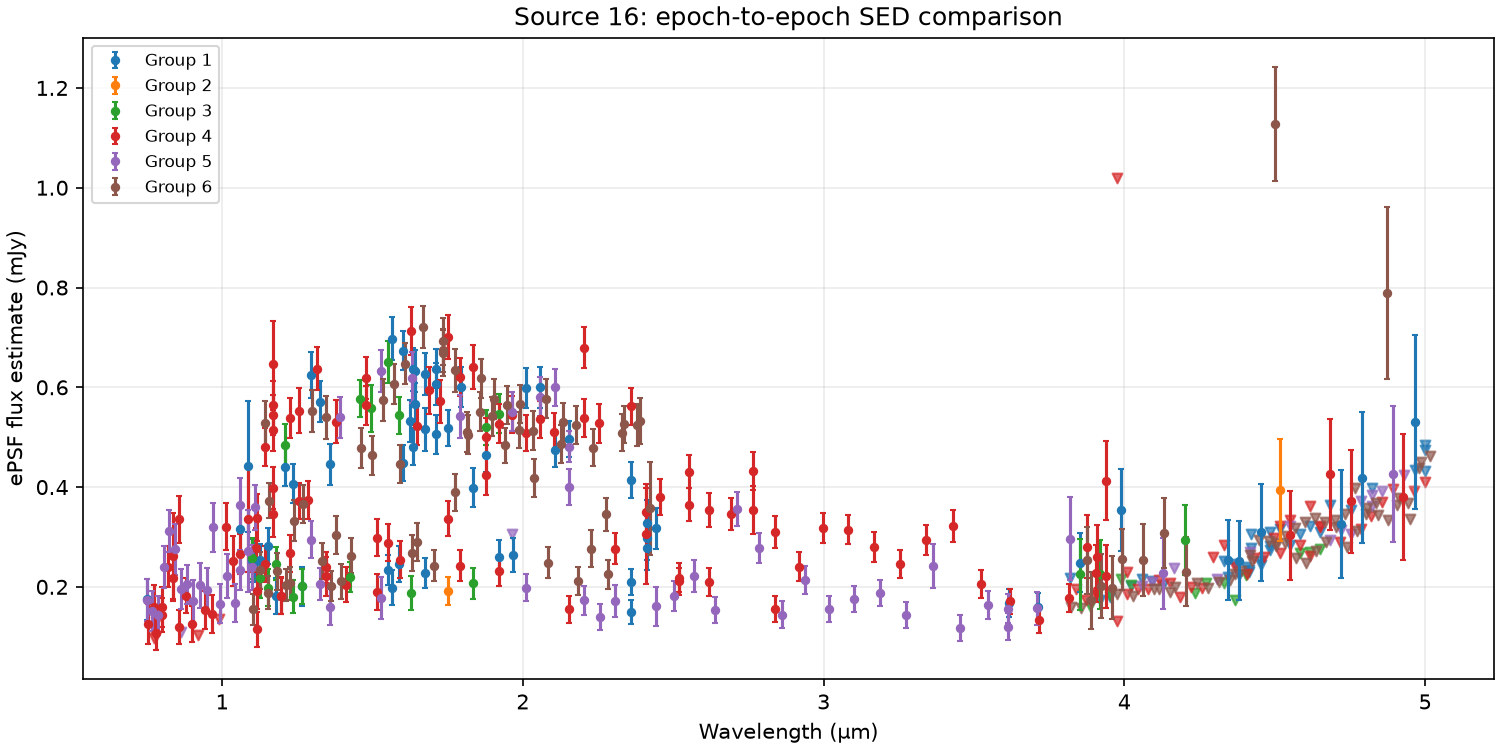 Source 16: epoch-to-epoch SED comparison
ePSF flux estimate (mJy)
1.2
1.0
0.8
0.6
0.4
0.2
Group 1
Group 2
Group 3
Group 4
Group 5
Group 6
1 2 3 4 5
Wavelength (μm)